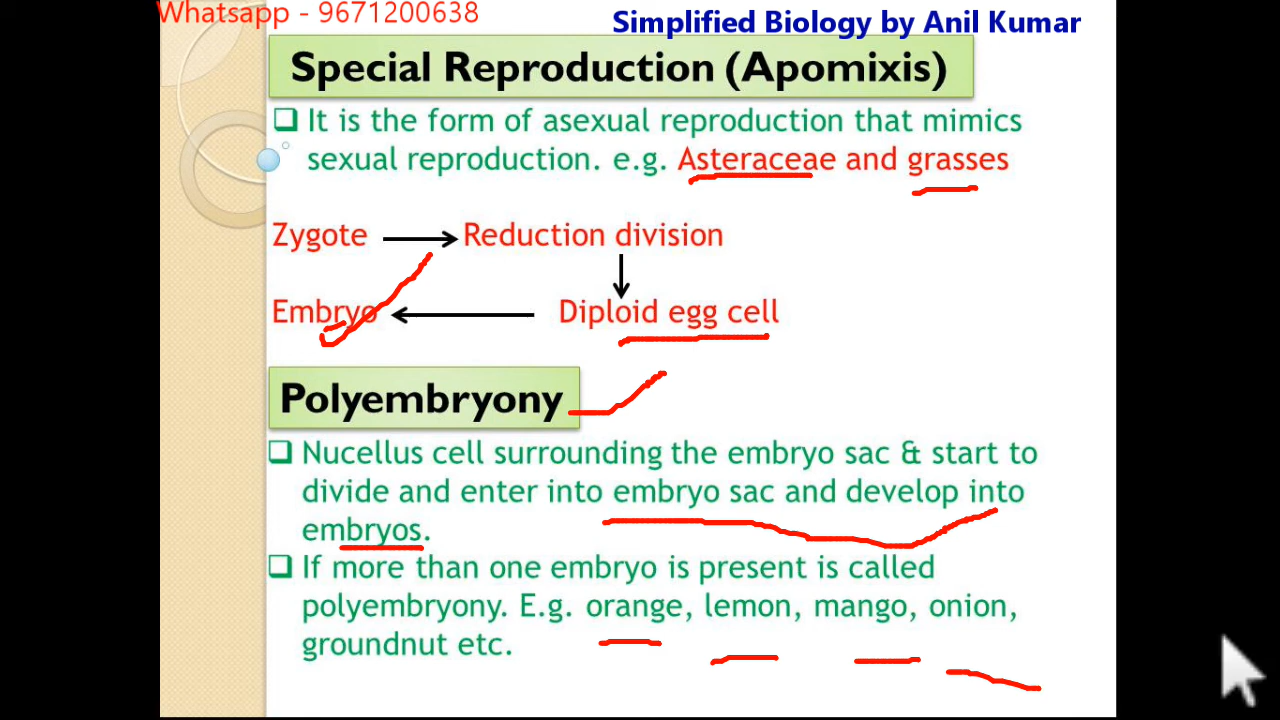 Whatsapp - 9671200638
Simplified Biology by Anil Kumar
Special Reproduction (Apomixis)
It is the form of asexual reproduction that mimics
sexual reproduction. e.g. Asteraceae and grasses
Zygote Reduction division
Embryo Diploid egg cell
Polyembryony
Nucellus cell surrounding the embryo sac & start to
divide and enter into embryo sac and develop into
embryos.
If more than one embryo is present is called
polyembryony. E.g. orange, lemon, mango, onion,
groundnut etc.